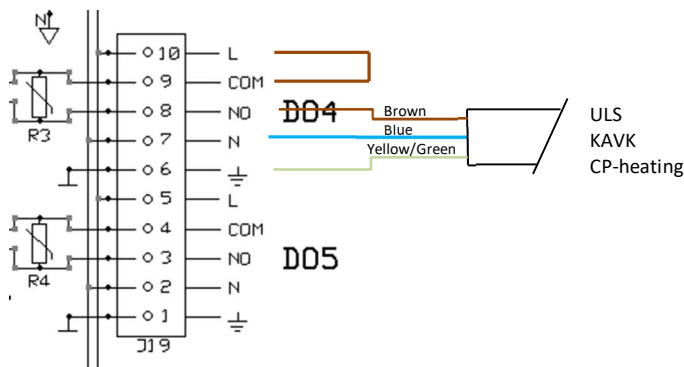 N
10 L
9 COM
8 NO DO4 Brown ULS
R3
7 N Blue KAVK
Yellow/Green
6 CP-heating
5 L
4 COM
3 NO DO5
R4
2 N
1
J19